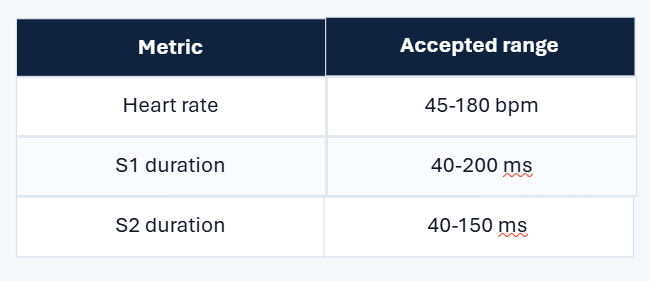 Metric Accepted range
Heart rate 45-180 bpm
S1 duration 40-200 ms
S2 duration 40-150 ms